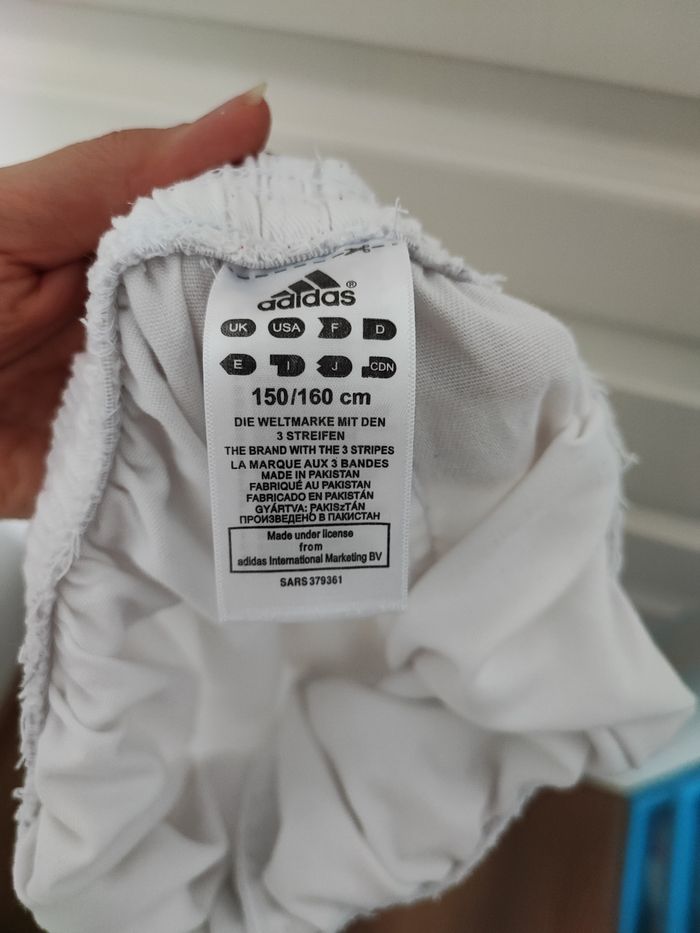 adidas®
UK USA F D
E I J CDN
150/160 cm
DIE WELTMARKE MIT DEN
3 STREIFEN
THE BRAND WITH THE 3 STRIPES
LA MARQUE AUX 3 BANDES
MADE IN PAKISTAN
FABRIQUÉ AU PAKISTAN
FABRICADO EN PAKISTÁN
GYÁRTVA: PAKISzTÁN
ПРОИЗВЕДЕНО В ПАКИСТАН
Made under license
from
adidas International Marketing BV
SARS 379361